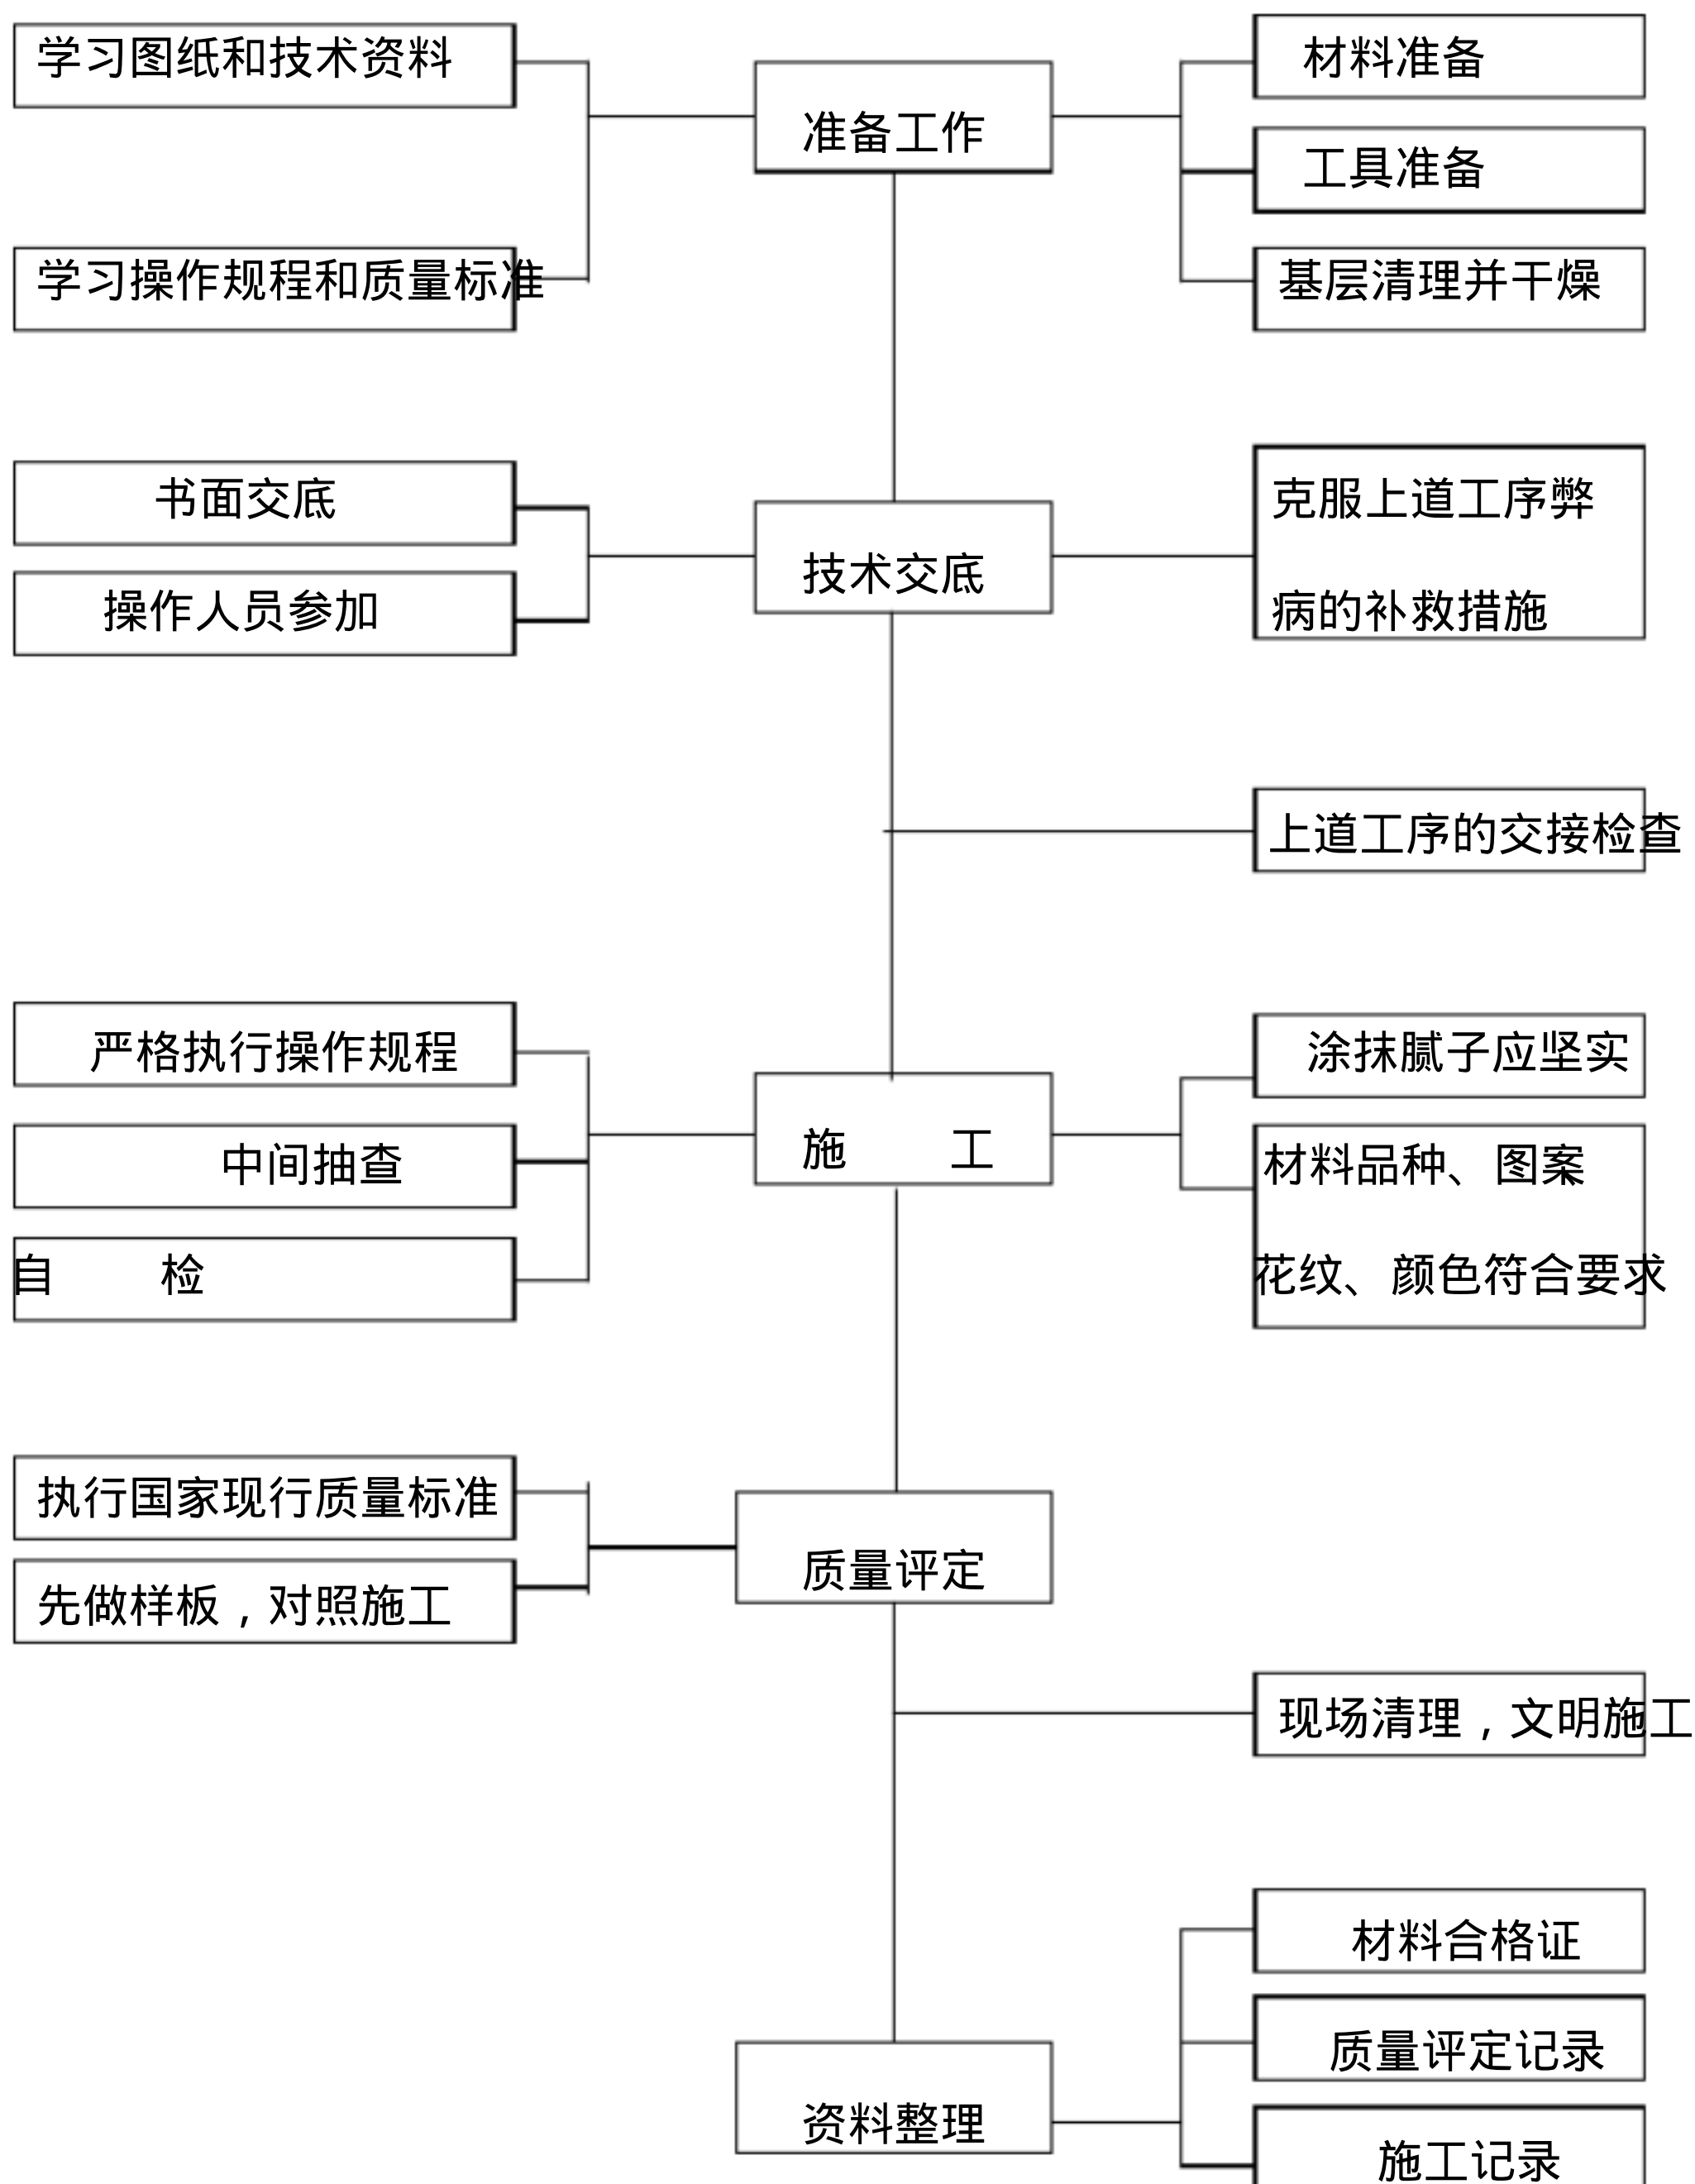 学习图纸和技术资料
材料准备
准备工作
工具准备
学习操作规程和质量标准
基层清理并干燥
书面交底
克服上道工序弊
技术交底
操作人员参加
病的补救措施
上道工序的交接检查
严格执行操作规程
涂抹腻子应坚实
施 工
中间抽查
材料品种、图案
自 检
花纹、颜色符合要求
执行国家现行质量标准
质量评定
先做样板，对照施工
现场清理，文明施工
材料合格证
质量评定记录
资料整理
施工记录